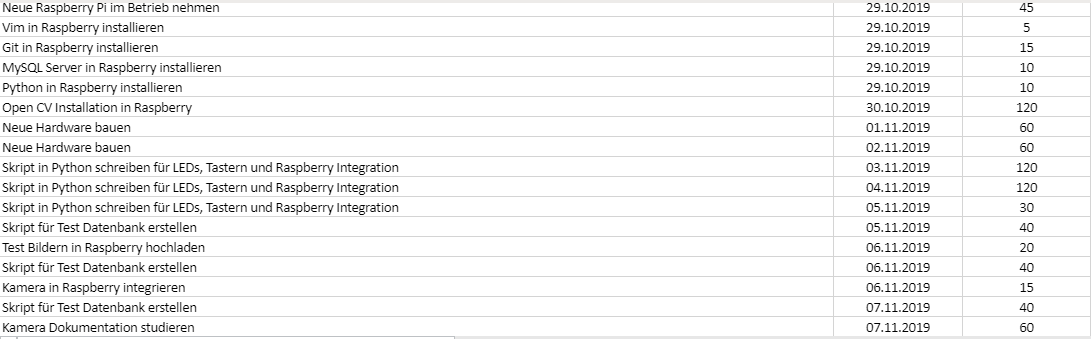 Neue Raspberry Pi im Betrieb nehmen 29.10.2019 45
Vim in Raspberry installieren 29.10.2019 5
Git in Raspberry installieren 29.10.2019 15
MySQL Server in Raspberry installieren 29.10.2019 10
Python in Raspberry installieren 29.10.2019 10
Open CV Installation in Raspberry 30.10.2019 120
Neue Hardware bauen 01.11.2019 60
Neue Hardware bauen 02.11.2019 60
Skript in Python schreiben für LEDs, Tastern und Raspberry Integration 03.11.2019 120
Skript in Python schreiben für LEDs, Tastern und Raspberry Integration 04.11.2019 120
Skript in Python schreiben für LEDs, Tastern und Raspberry Integration 05.11.2019 30
Skript für Test Datenbank erstellen 05.11.2019 40
Test Bildern in Raspberry hochladen 06.11.2019 20
Skript für Test Datenbank erstellen 06.11.2019 40
Kamera in Raspberry integrieren 06.11.2019 15
Skript für Test Datenbank erstellen 07.11.2019 40
Kamera Dokumentation studieren 07.11.2019 60